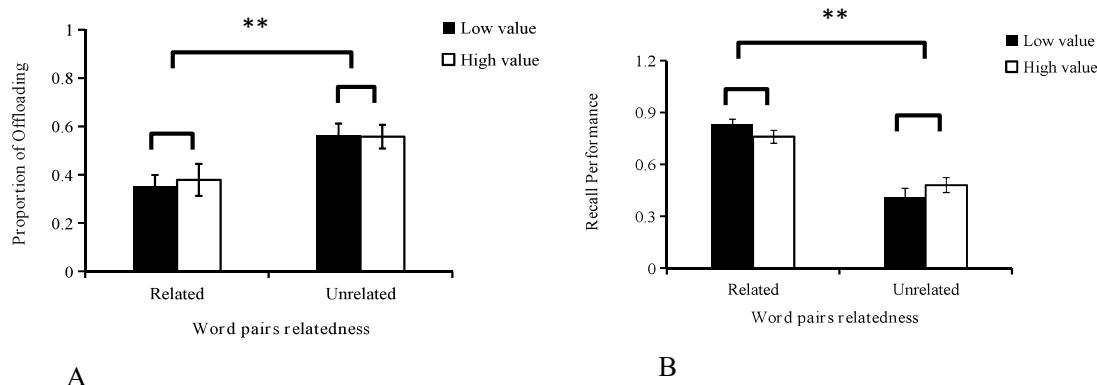 **
1
0.8
0.6
0.4
0.2
0
Proportion of Offloading
Low value
High value
Related
Unrelated
Word pairs relatedness
A
**
1.2
0.9
0.6
0.3
0
Recall Performance
Low value
High value
Related
Unrelated
Word pairs relatedness
B